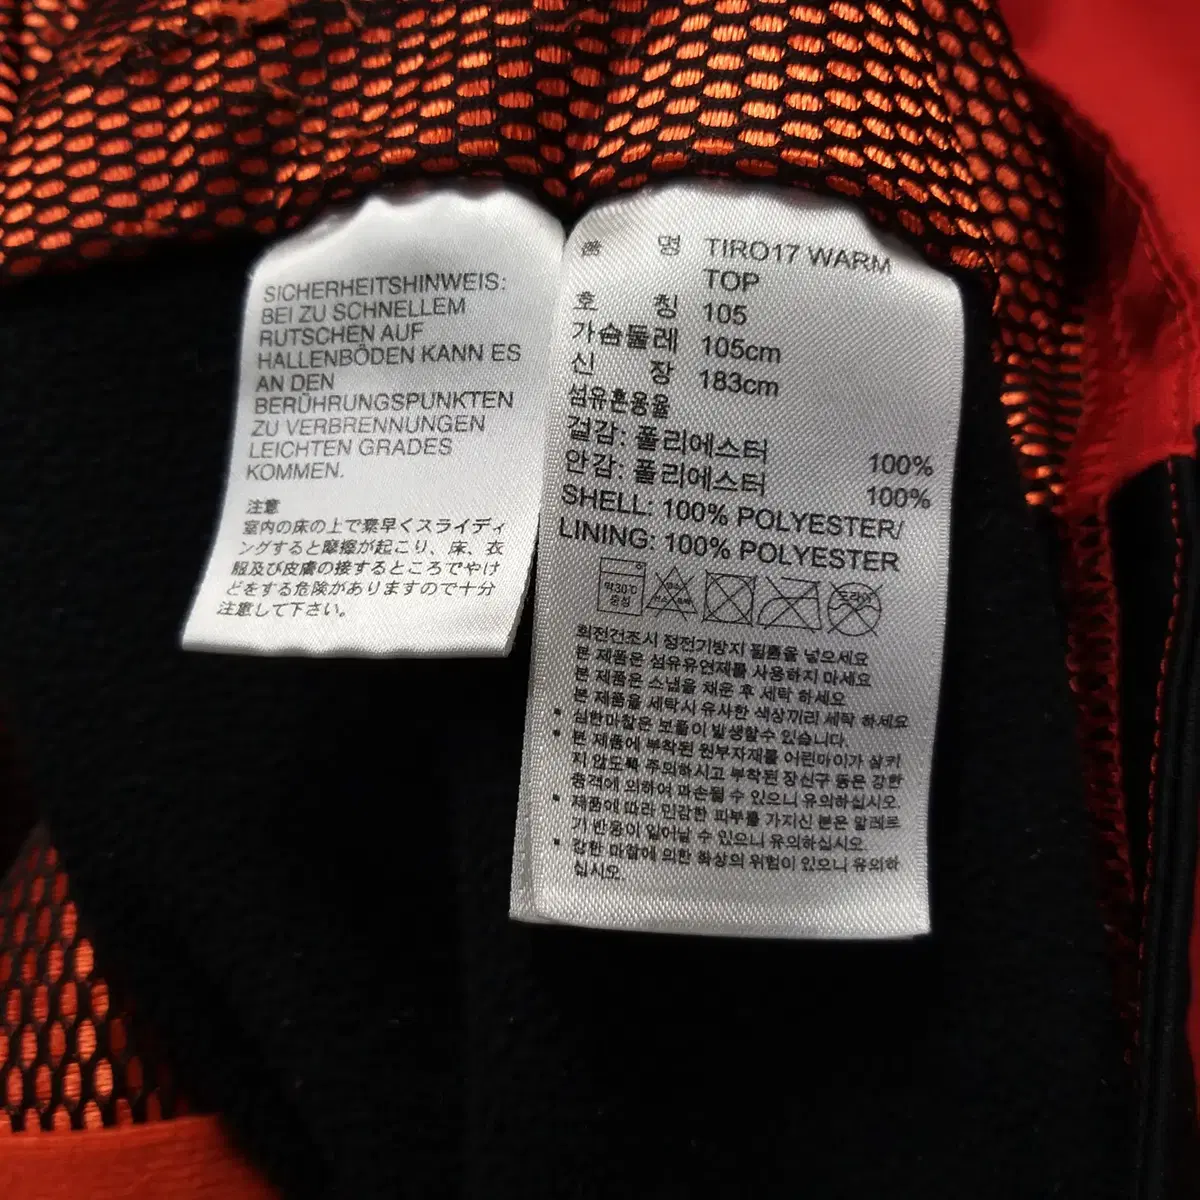 SICHERHEITSHINWEIS:
BEI ZU SCHNELLEM
RUTSCHEN AUF
HALLENBÖDEN KANN ES
AN DEN
BERÜHRUNGSPUNKTEN
ZU VERBRENNUNGEN
LEICHTEN GRADES
KOMMEN.
注意
室内の床の上で素早くスライディ
ングすると摩擦が起こり、床、衣
服及び皮膚の接するところでやけ
どをする危険がありますので十分
注意して下さい。
품 명 TIRO17 WARM
TOP
호 칭 105
가슴둘레 105cm
신 장 183cm
섬유혼용율
겉감: 폴리에스터 100%
안감: 폴리에스터 100%
SHELL: 100% POLYESTER/
LINING: 100% POLYESTER
약30℃
중성
드라이
회전건조시 정전기방지 필름을 넣으세요
본 제품은 섬유유연제를 사용하지 마세요
본 제품은 스냅을 채운 후 세탁 하세요
본 제품을 세탁시 유사한 색상끼리 세탁 하세요
• 심한마찰은 보풀이 발생할수 있습니다.
• 본 제품에 부착된 원부자재를 어린이가 삼키
지 않도록 주의하시고 부착된 장신구 등은 강한
충격에 의하여 파손될 수 있으니 유의하십시오.
• 제품에 따라 민감한 피부를 가지신 분은 알레르
기 반응이 일어날 수 있으니 유의하십시오.
• 강한 마찰에 의한 화상의 위험이 있으니 유의하
십시오.